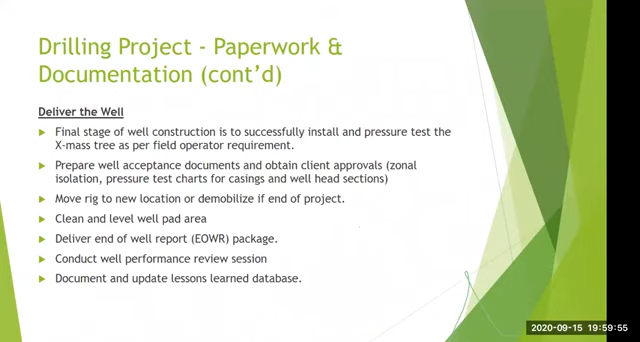 Drilling Project - Paperwork &
Documentation (cont’d)
Deliver the Well
Final stage of well construction is to successfully install and pressure test the
X-mass tree as per field operator requirement.
Prepare well acceptance documents and obtain client approvals (zonal
isolation, pressure test charts for casings and well head sections)
Move rig to new location or demobilize if end of project.
Clean and level well pad area
Deliver end of well report (EOWR) package.
Conduct well performance review session
Document and update lessons learned database.
2020-09-15 19:59:55